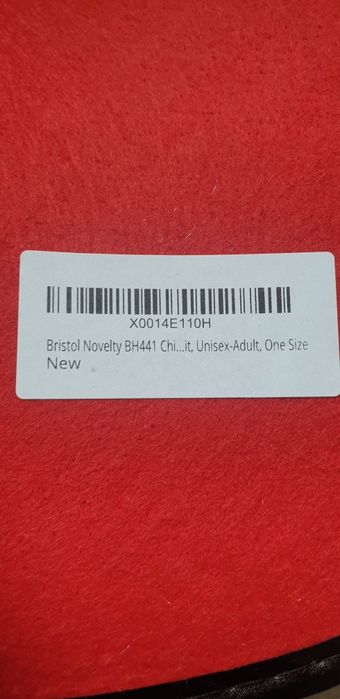 X0014E110H
Bristol Novelty BH441 Chi...it, Unisex-Adult, One Size
New